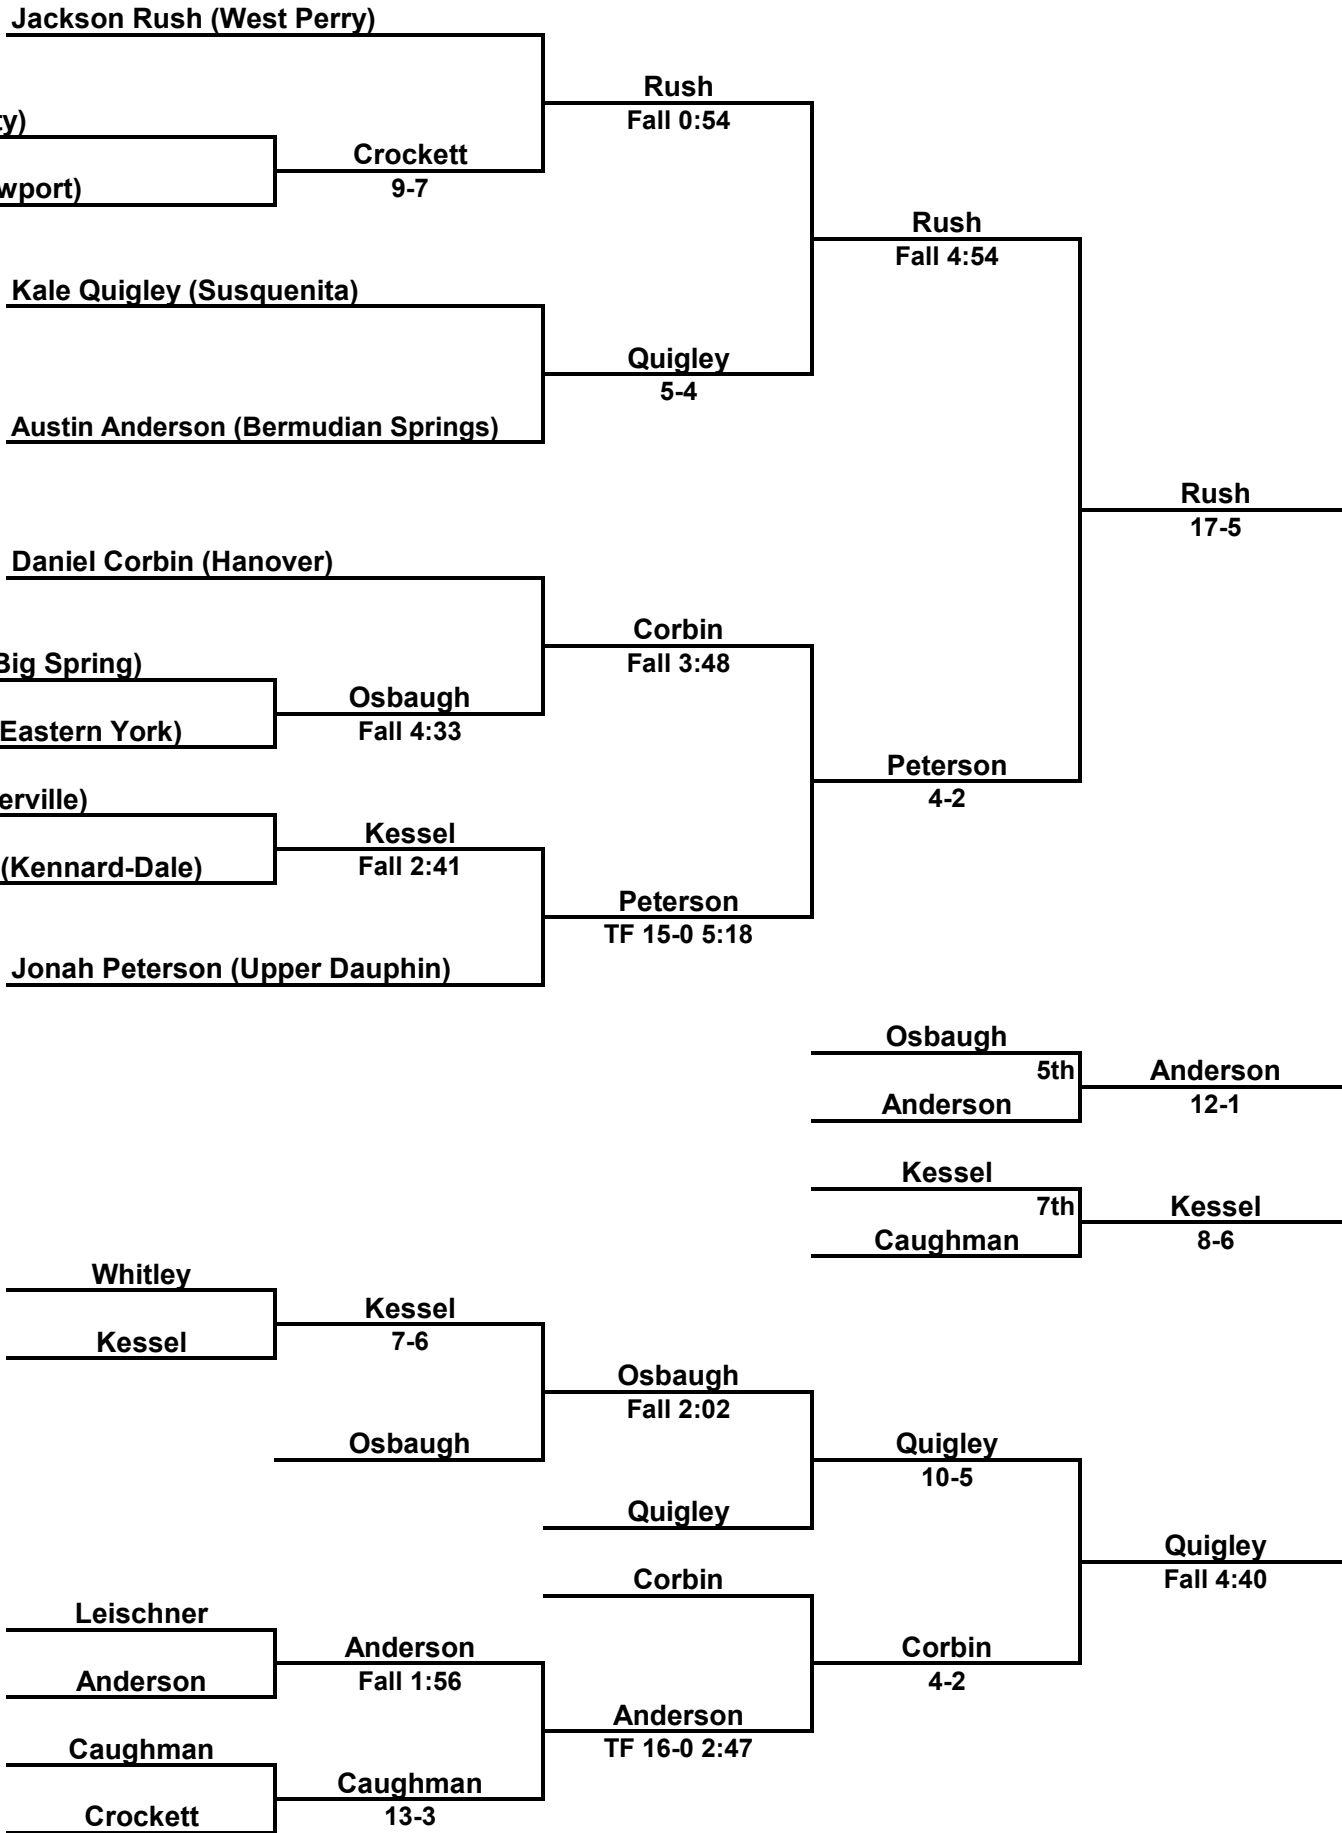 Jackson Rush (West Perry)
Rush
Fall 0:54
ty)
Crockett
wport)
9-7
Rush
Fall 4:54
Kale Quigley (Susquenita)
Quigley
5-4
Austin Anderson (Bermudian Springs)
Rush
17-5
Daniel Corbin (Hanover)
Corbin
Fall 3:48
Big Spring)
Osbaugh
Eastern York)
Fall 4:33
Peterson
4-2
erville)
Kessel
(Kennard-Dale)
Fall 2:41
Peterson
TF 15-0 5:18
Jonah Peterson (Upper Dauphin)
Osbaugh
5th
Anderson
Anderson
12-1
Kessel
7th
Kessel
Caughman
8-6
Whitley
Kessel
Kessel
7-6
Osbaugh
Fall 2:02
Osbaugh
Quigley
10-5
Quigley
Quigley
Fall 4:40
Corbin
Leischner
Anderson
Anderson
Fall 1:56
Corbin
4-2
Anderson
TF 16-0 2:47
Caughman
Caughman
Crockett
13-3